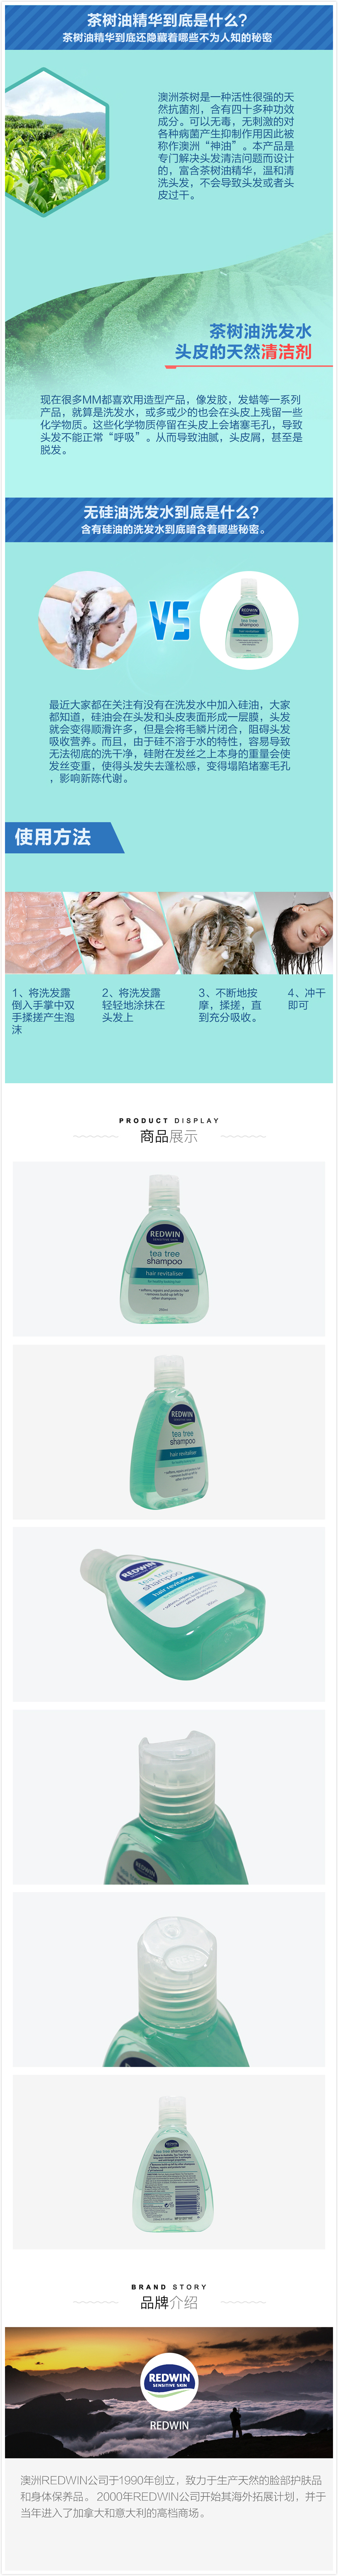 茶树油精华到底是什么?
茶树油精华到底还隐藏着哪些不为人知的秘密
澳洲茶树是一种活性很强的天
然抗菌剂，含有四十多种功效
成分。可以无毒，无刺激的对
各种病菌产生抑制作用因此被
称作澳洲“神油”。本产品是
专门解决头发清洁问题而设计
的，富含茶树油精华，温和清
洗头发，不会导致头发或者头
皮过干。
茶树油洗发水
头皮的天然清洁剂
现在很多MM都喜欢用造型产品，像发胶，发蜡等一系列
产品，就算是洗发水，或多或少的也会在头皮上残留一些
化学物质。这些化学物质停留在头皮上会堵塞毛孔，导致
头发不能正常“呼吸”。从而导致油腻，头皮屑，甚至是
脱发。
无硅油洗发水到底是什么?
含有硅油的洗发水到底暗含着哪些秘密。
VS
REDWIN
tea tree
shampoo
hair revitaliser
最近大家都在关注有没有在洗发水中加入硅油，大家
都知道，硅油会在头发和头皮表面形成一层膜，头发
就会变得顺滑许多，但是会将毛鳞片闭合，阻碍头发
吸收营养。而且，由于硅不溶于水的特性，容易导致
无法彻底的洗干净，硅附在发丝之上本身的重量会使
发丝变重，使得头发失去蓬松感，变得塌陷堵塞毛孔
，影响新陈代谢。
使用方法
1、将洗发露
倒入手掌中双
手揉搓产生泡
沫
2、将洗发露
轻轻地涂抹在
头发上
3、不断地按
摩，揉搓，直
到充分吸收。
4、冲干
即可
PRODUCT DISPLAY
商品展示
REDWIN
SENSITIVE SKIN
tea tree
shampoo
hair revitaliser
REDWIN
tea tree
shampoo
hair revitaliser
REDWIN
tea tree
shampoo
hair revitaliser
REDWIN
REDWIN
tea tree shampoo
BRAND STORY
品牌介绍
REDWIN
SENSITIVE SKIN
REDWIN
澳洲REDWIN公司于1990年创立，致力于生产天然的脸部护肤品
和身体保养品。 2000年REDWIN公司开始其海外拓展计划，并于
当年进入了加拿大和意大利的高档商场。